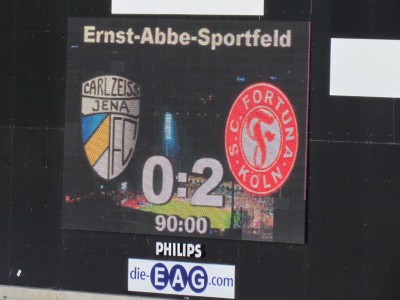 Ernst-Abbe-Sportfeld
CARL ZEISS
JENA
FC
S.C. FORTUNA
KÖLN
F
0:2
90:00
PHILIPS
die-EAG.com